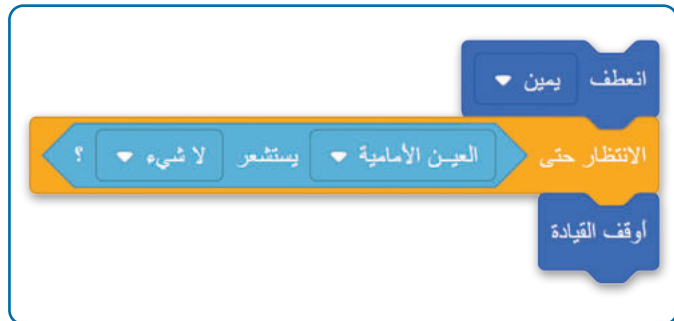 انعطف يمين
الانتظار حتى العين الأمامية يستشعر لا شيء ؟
أوقف القيادة